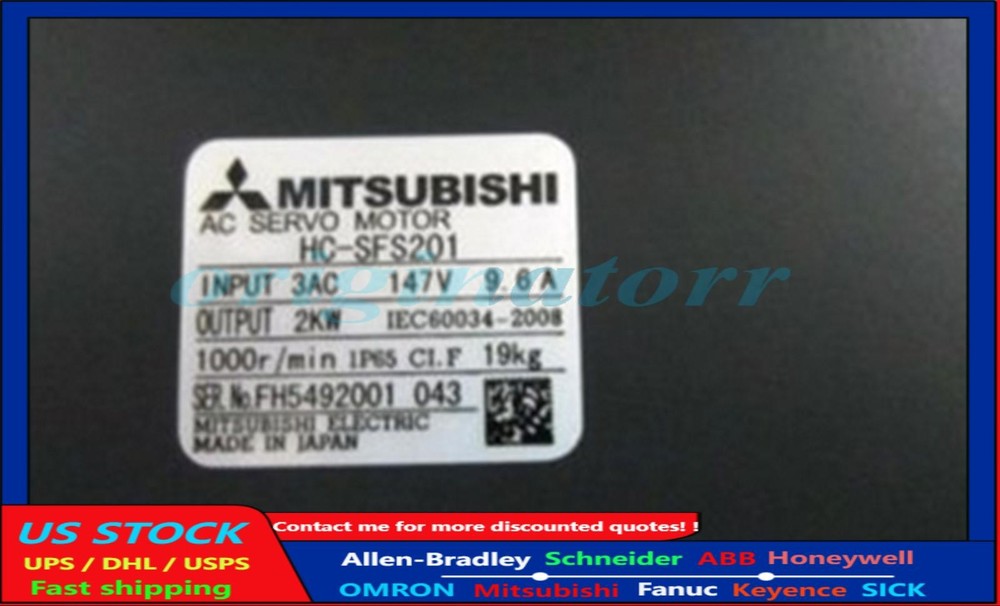 MITSUBISHI
AC SERVO MOTOR
HC-SFS201
INPUT 3AC 147V 9.6A
OUTPUT 2KW IEC60034-2008
1000r/min IP65 CI.F 19kg
SER.No.FH5492001 043
MITSUBISHI ELECTRIC
MADE IN JAPAN
originatorr
US STOCK
UPS / DHL / USPS
Fast shipping
Contact me for more discounted quotes! !
Allen-Bradley Schneider ABB Honeywell
OMRON Mitsubishi Fanuc Keyence SICK